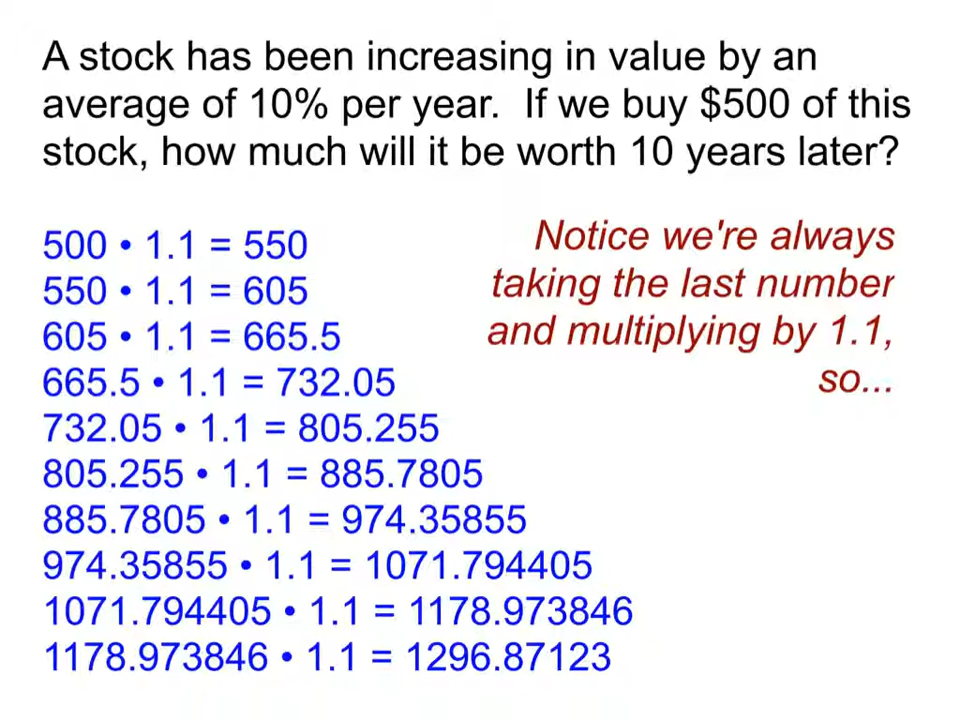 A stock has been increasing in value by an
average of 10% per year.  If we buy $500 of this
stock, how much will it be worth 10 years later?
500 • 1.1 = 550
550 • 1.1 = 605
605 • 1.1 = 665.5
665.5 • 1.1 = 732.05
732.05 • 1.1 = 805.255
805.255 • 1.1 = 885.7805
885.7805 • 1.1 = 974.35855
974.35855 • 1.1 = 1071.794405
1071.794405 • 1.1 = 1178.973846
1178.973846 • 1.1 = 1296.87123
Notice we're always
taking the last number
and multiplying by 1.1,
so...